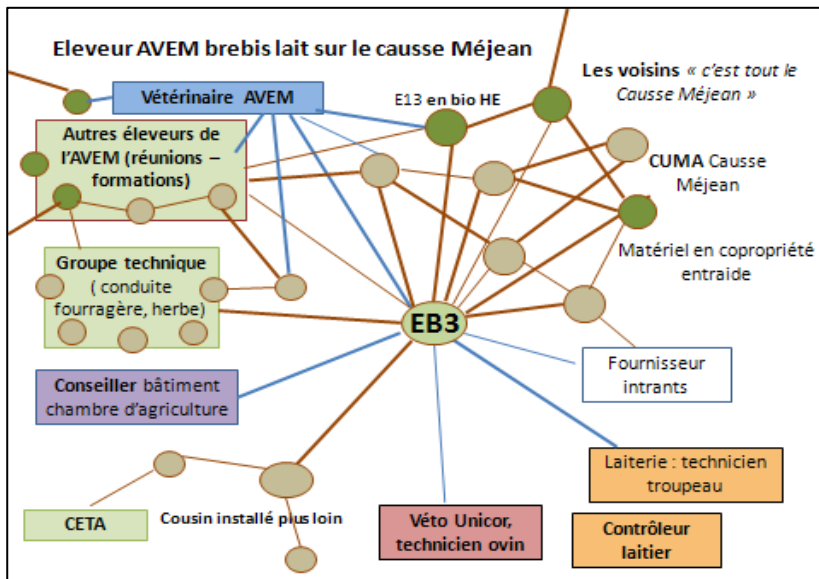 Eleveur AVEM brebis lait sur le causse Méjean
Vétérinaire AVEM
E13 en bio HE
Les voisins « c'est tout le
Causse Méjean »
Autres éleveurs de
l'AVEM (réunions –
formations)
CUMA Causse
Méjean
Matériel en copropriété
entraide
Groupe technique
( conduite
fourragère, herbe)
EB3
Fournisseur
intrants
Conseiller bâtiment
chambre d'agriculture
Laiterie : technicien
troupeau
CETA
Cousin installé plus loin
Véto Unicor,
technicien ovin
Contrôleur
laitier